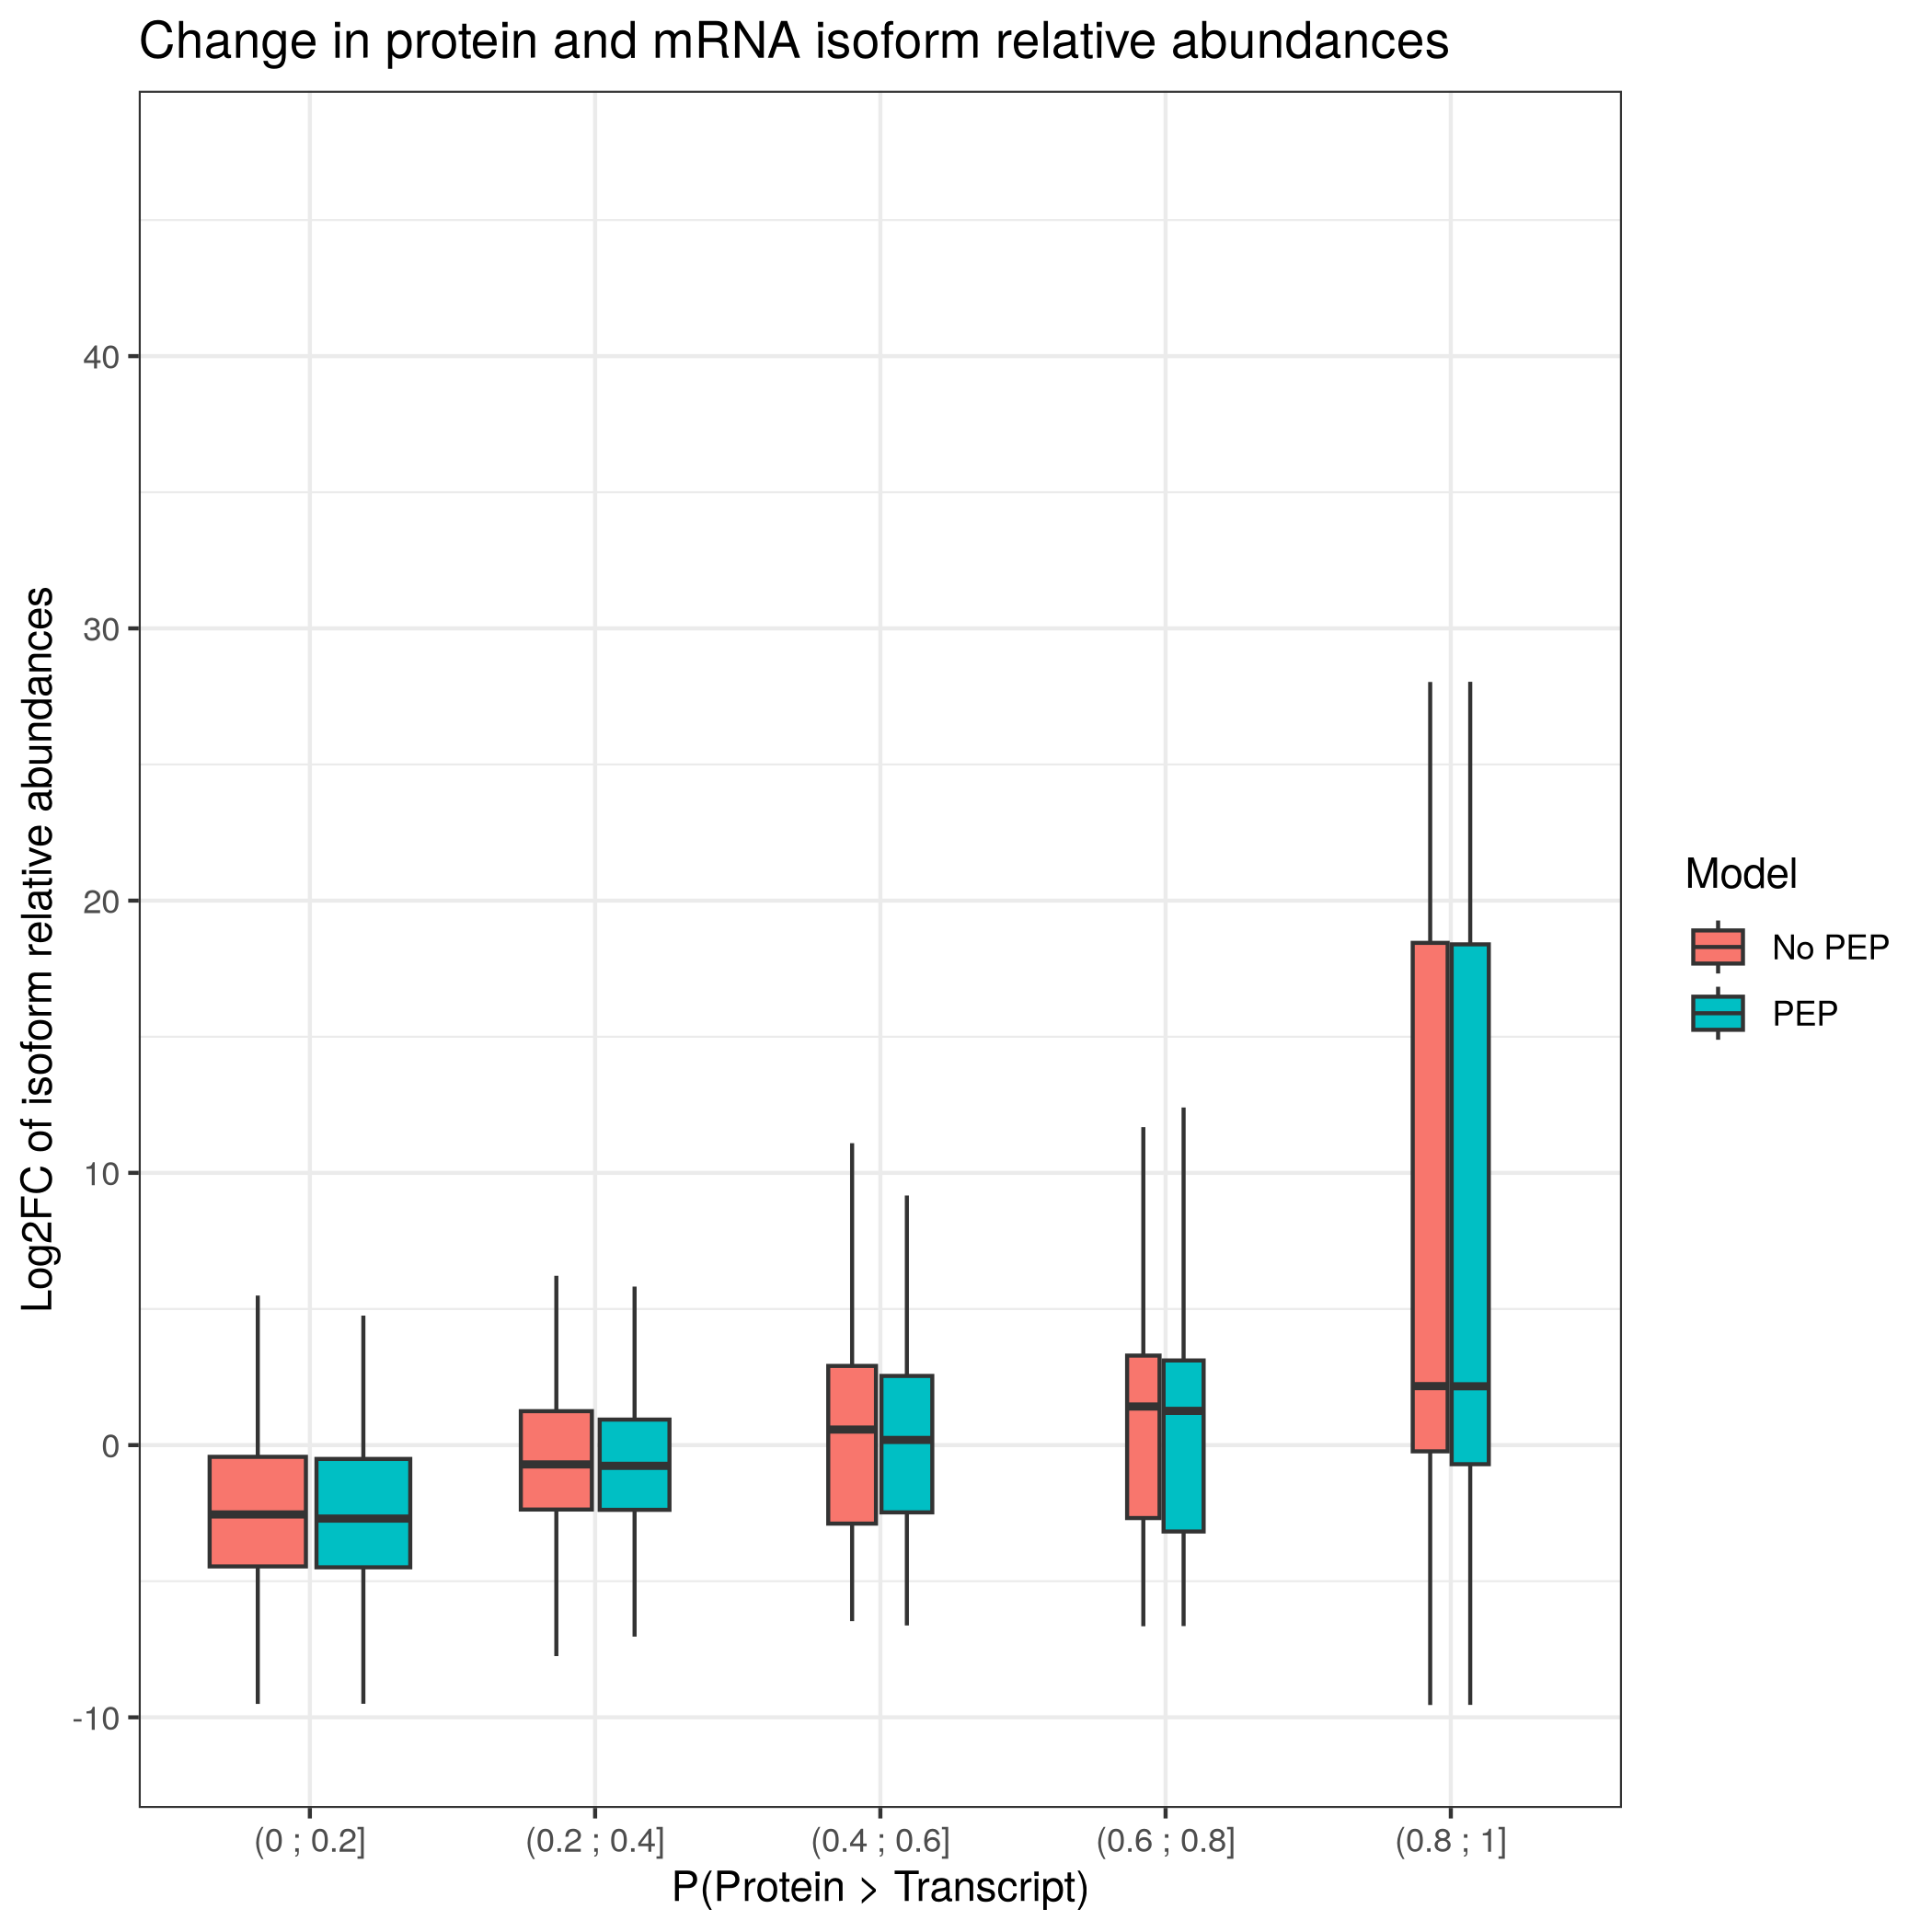 Change in protein and mRNA isoform relative abundances
Log2FC of isoform relative abundances
40
30
20
10
0
-10
(0 ; 0.2]
(0.2 ; 0.4]
(0.4 ; 0.6]
(0.6 ; 0.8]
(0.8 ; 1]
P(Protein > Transcript)
Model
No PEP
PEP